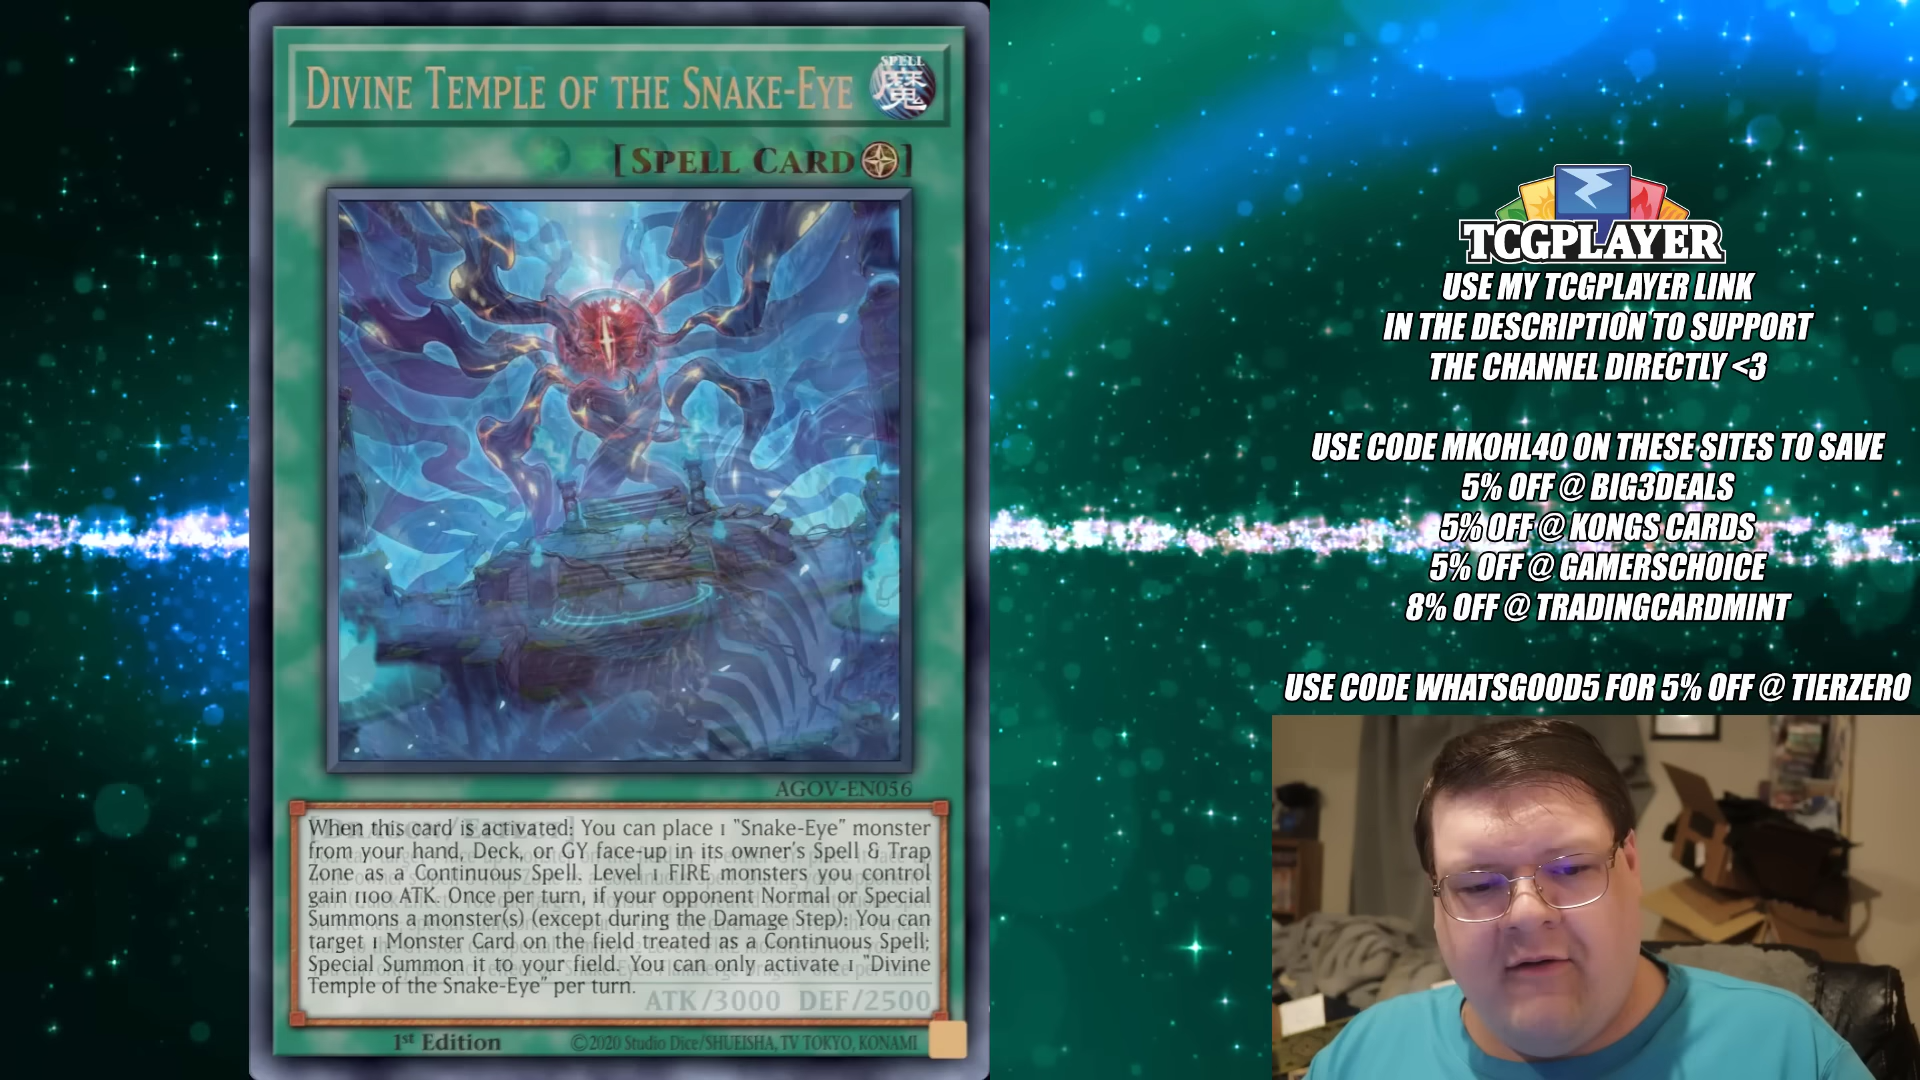 DIVINE TEMPLE OF THE SNAKE-EYE
SPELL
魔
[SPELL CARD]
AGOV-EN056
When this card is activated: You can place 1 "Snake-Eye" monster
from your hand, Deck, or GY face-up in its owner's Spell & Trap
Zone as a Continuous Spell. Level 1 FIRE monsters you control
gain 1100 ATK. Once per turn, if your opponent Normal or Special
Summons a monster(s) (except during the Damage Step): You can
target 1 Monster Card on the field treated as a Continuous Spell;
Special Summon it to your field. You can only activate 1 "Divine
Temple of the Snake-Eye" per turn.
ATK/3000 DEF/2500
1st Edition
©2020 Studio Dice/SHUEISHA, TV TOKYO, KONAMI
TCGPLAYER
USE MY TCGPLAYER LINK
IN THE DESCRIPTION TO SUPPORT
THE CHANNEL DIRECTLY <3
USE CODE MKOHL40 ON THESE SITES TO SAVE
5% OFF @ BIG3DEALS
5% OFF @ KONGS CARDS
5% OFF @ GAMERSCHOICE
8% OFF @ TRADINGCARDMINT
USE CODE WHATSGOOD5 FOR 5% OFF @ TIERZERO